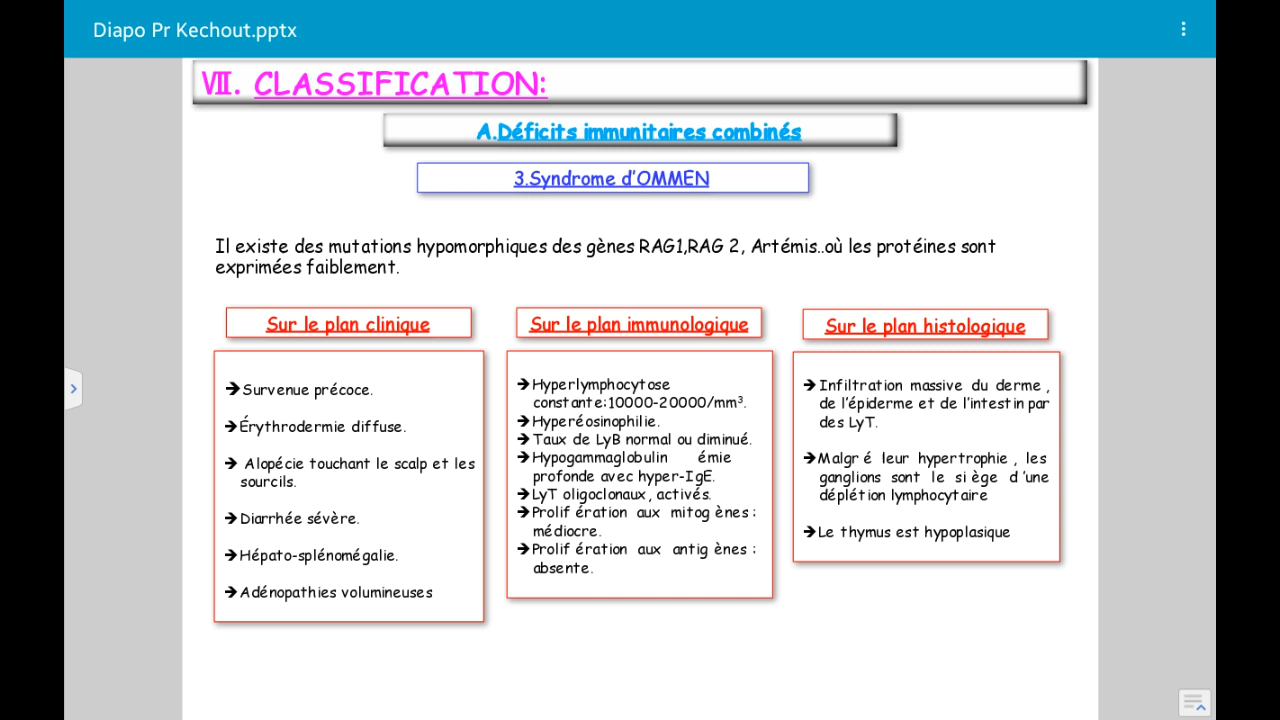 Diapo Pr Kechout.pptx
VII. CLASSIFICATION:
A.Déficits immunitaires combinés
3.Syndrome d'OMMEN
Il existe des mutations hypomorphiques des gènes RAG1,RAG 2, Artémis..où les protéines sont
exprimées faiblement.
Sur le plan clinique
➔Survenue précoce.
➔Érythrodermie diffuse.
➔ Alopécie touchant le scalp et les
sourcils.
➔Diarrhée sévère.
➔Hépato-splénomégalie.
➔Adénopathies volumineuses
Sur le plan immunologique
➔Hyperlymphocytose
constante:10000-20000/mm³.
➔Hyperéosinophilie.
➔Taux de LyB normal ou diminué.
➔Hypogammaglobulin émie
profonde avec hyper-IgE.
➔LyT oligoclonaux, activés.
➔Prolif ération aux mitog ènes :
médiocre.
➔Prolif ération aux antig ènes :
absente.
Sur le plan histologique
➔Infiltration massive du derme ,
de l'épiderme et de l'intestin par
des LyT.
➔Malgr é leur hypertrophie , les
ganglions sont le si ège d 'une
déplétion lymphocytaire
➔Le thymus est hypoplasique